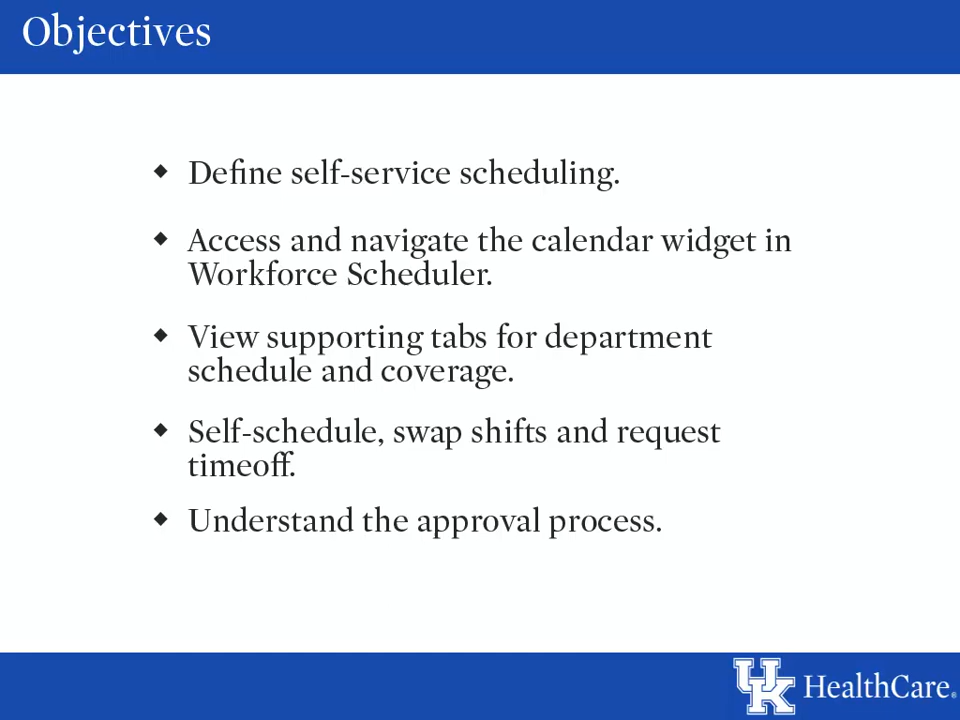 Objectives
◆ Define self-service scheduling.
◆ Access and navigate the calendar widget in
Workforce Scheduler.
◆ View supporting tabs for department
schedule and coverage.
◆ Self-schedule, swap shifts and request
timeoff.
◆ Understand the approval process.
UK HealthCare®